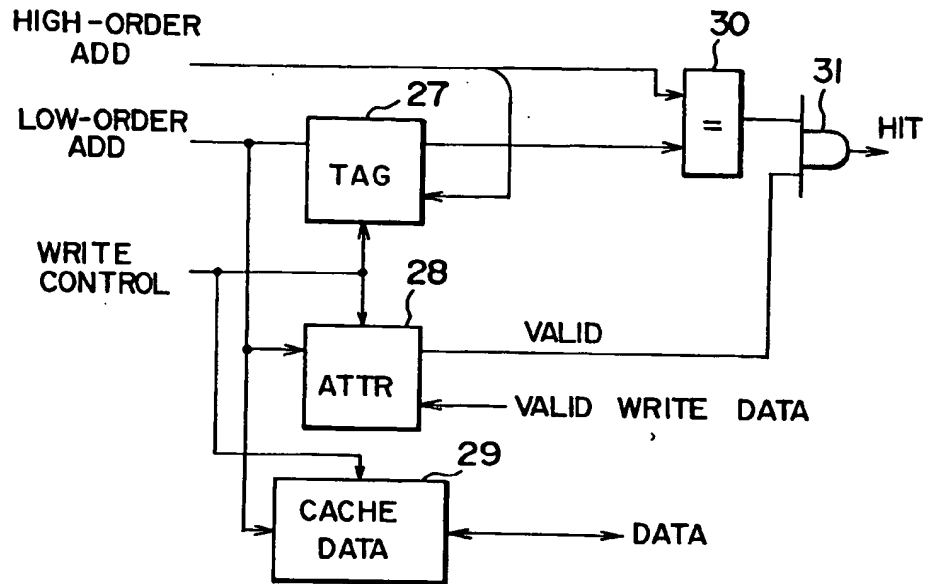 HIGH-ORDER
ADD
30
31
27
LOW-ORDER
ADD
TAG
=
HIT
WRITE
CONTROL
28
VALID
ATTR
VALID WRITE DATA
29
CACHE
DATA
DATA